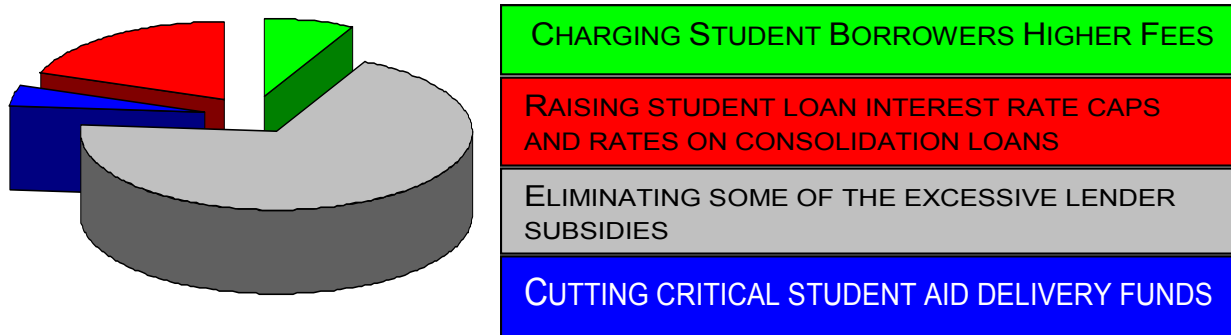 CHARGING STUDENT BORROWERS HIGHER FEES
RAISING STUDENT LOAN INTEREST RATE CAPS
AND RATES ON CONSOLIDATION LOANS
ELIMINATING SOME OF THE EXCESSIVE LENDER
SUBSIDIES
CUTTING CRITICAL STUDENT AID DELIVERY FUNDS